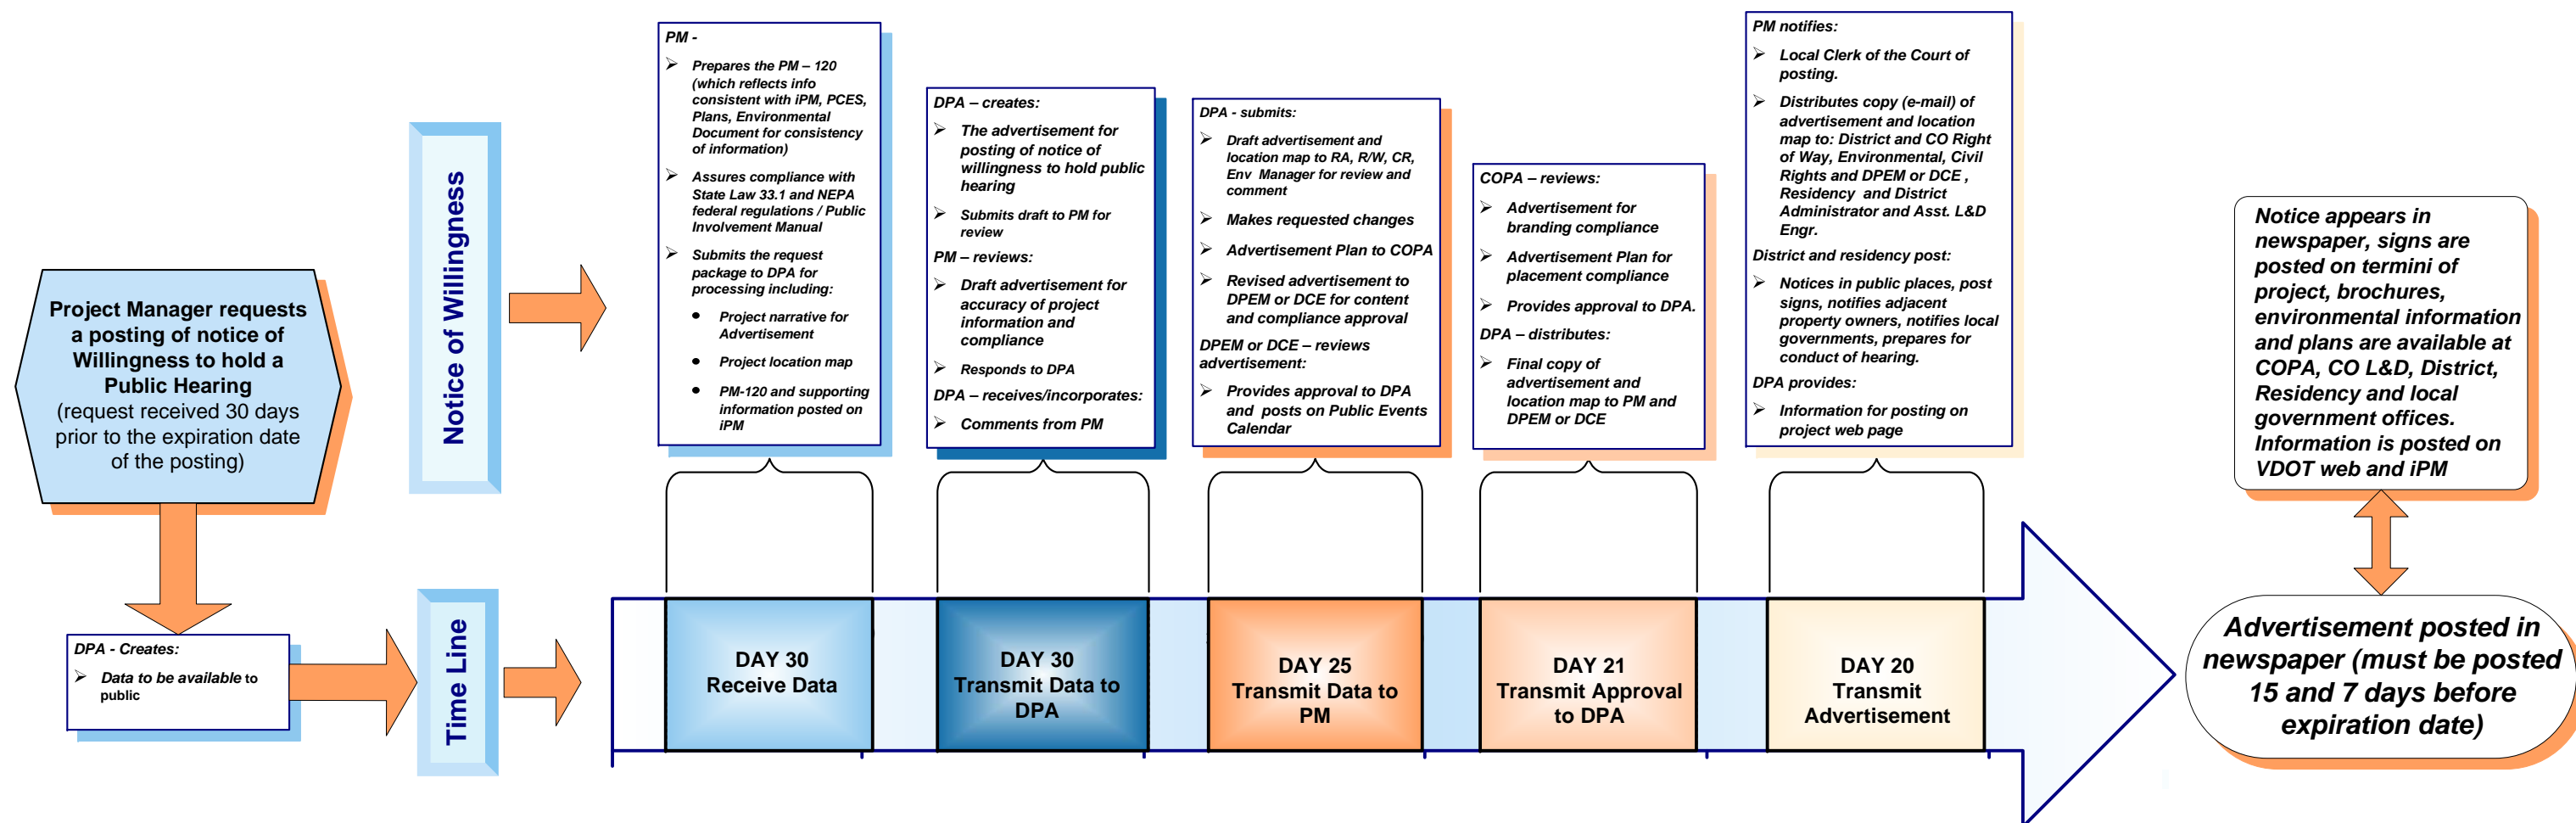 Project Manager requests
a posting of notice of
Willingness to hold a
Public Hearing
(request received 30 days
prior to the expiration date
of the posting)
DPA - Creates:
➢ Data to be available to
public
Notice of Willingness
Time Line
PM -
➢ Prepares the PM – 120
(which reflects info
consistent with iPM, PCES,
Plans, Environmental
Document for consistency
of information)
➢ Assures compliance with
State Law 33.1 and NEPA
federal regulations / Public
Involvement Manual
➢ Submits the request
package to DPA for
processing including:
• Project narrative for
Advertisement
• Project location map
• PM-120 and supporting
information posted on
iPM
DPA – creates:
➢ The advertisement for
posting of notice of
willingness to hold public
hearing
➢ Submits draft to PM for
review
PM – reviews:
➢ Draft advertisement for
accuracy of project
information and
compliance
➢ Responds to DPA
DPA – receives/incorporates:
➢ Comments from PM
DPA - submits:
➢ Draft advertisement and
location map to RA, R/W, CR,
Env Manager for review and
comment
➢ Makes requested changes
➢ Advertisement Plan to COPA
➢ Revised advertisement to
DPEM or DCE for content
and compliance approval
DPEM or DCE – reviews
advertisement:
➢ Provides approval to DPA
and posts on Public Events
Calendar
COPA – reviews:
➢ Advertisement for
branding compliance
➢ Advertisement Plan for
placement compliance
➢ Provides approval to DPA.
DPA – distributes:
➢ Final copy of
advertisement and
location map to PM and
DPEM or DCE
PM notifies:
➢ Local Clerk of the Court of
posting.
➢ Distributes copy (e-mail) of
advertisement and location
map to: District and CO Right
of Way, Environmental, Civil
Rights and DPEM or DCE ,
Residency and District
Administrator and Asst. L&D
Engr.
District and residency post:
➢ Notices in public places, post
signs, notifies adjacent
property owners, notifies local
governments, prepares for
conduct of hearing.
DPA provides:
➢ Information for posting on
project web page
DAY 30
Receive Data
DAY 30
Transmit Data to
DPA
DAY 25
Transmit Data to
PM
DAY 21
Transmit Approval
to DPA
DAY 20
Transmit
Advertisement
Notice appears in
newspaper, signs are
posted on termini of
project, brochures,
environmental information
and plans are available at
COPA, CO L&D, District,
Residency and local
government offices.
Information is posted on
VDOT web and iPM
Advertisement posted in
newspaper (must be posted
15 and 7 days before
expiration date)